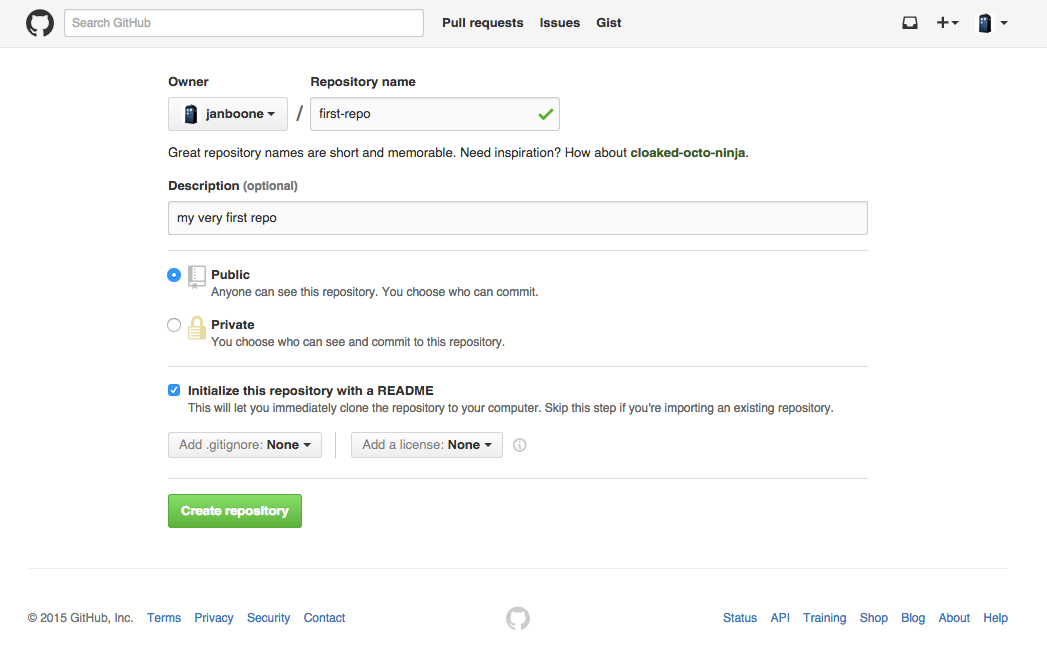 Search GitHub Pull requests Issues Gist
Owner Repository name
janboone / first-repo
Great repository names are short and memorable. Need inspiration? How about cloaked-octo-ninja.
Description (optional)
my very first repo
Public
Anyone can see this repository. You choose who can commit.
Private
You choose who can see and commit to this repository.
Initialize this repository with a README
This will let you immediately clone the repository to your computer. Skip this step if you're importing an existing repository.
Add .gitignore: None Add a license: None
Create repository
© 2015 GitHub, Inc. Terms Privacy Security Contact Status API Training Shop Blog About Help